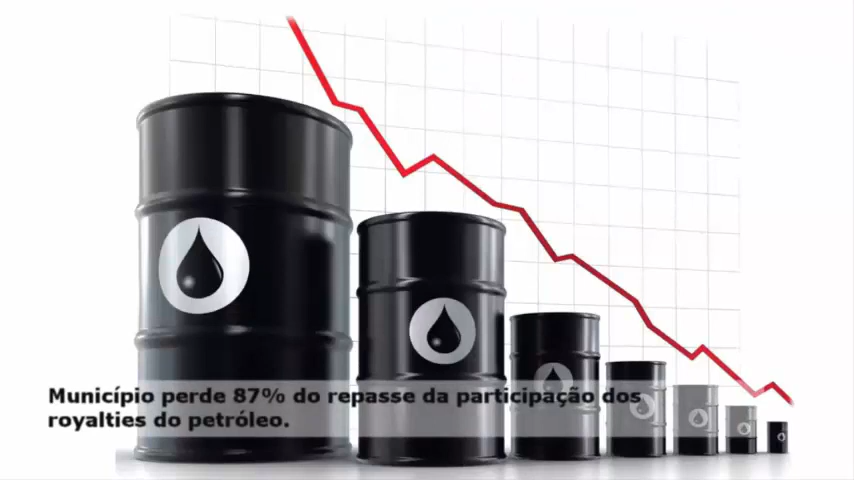 Município perde 87% do repasse da participação dos
royalties do petróleo.